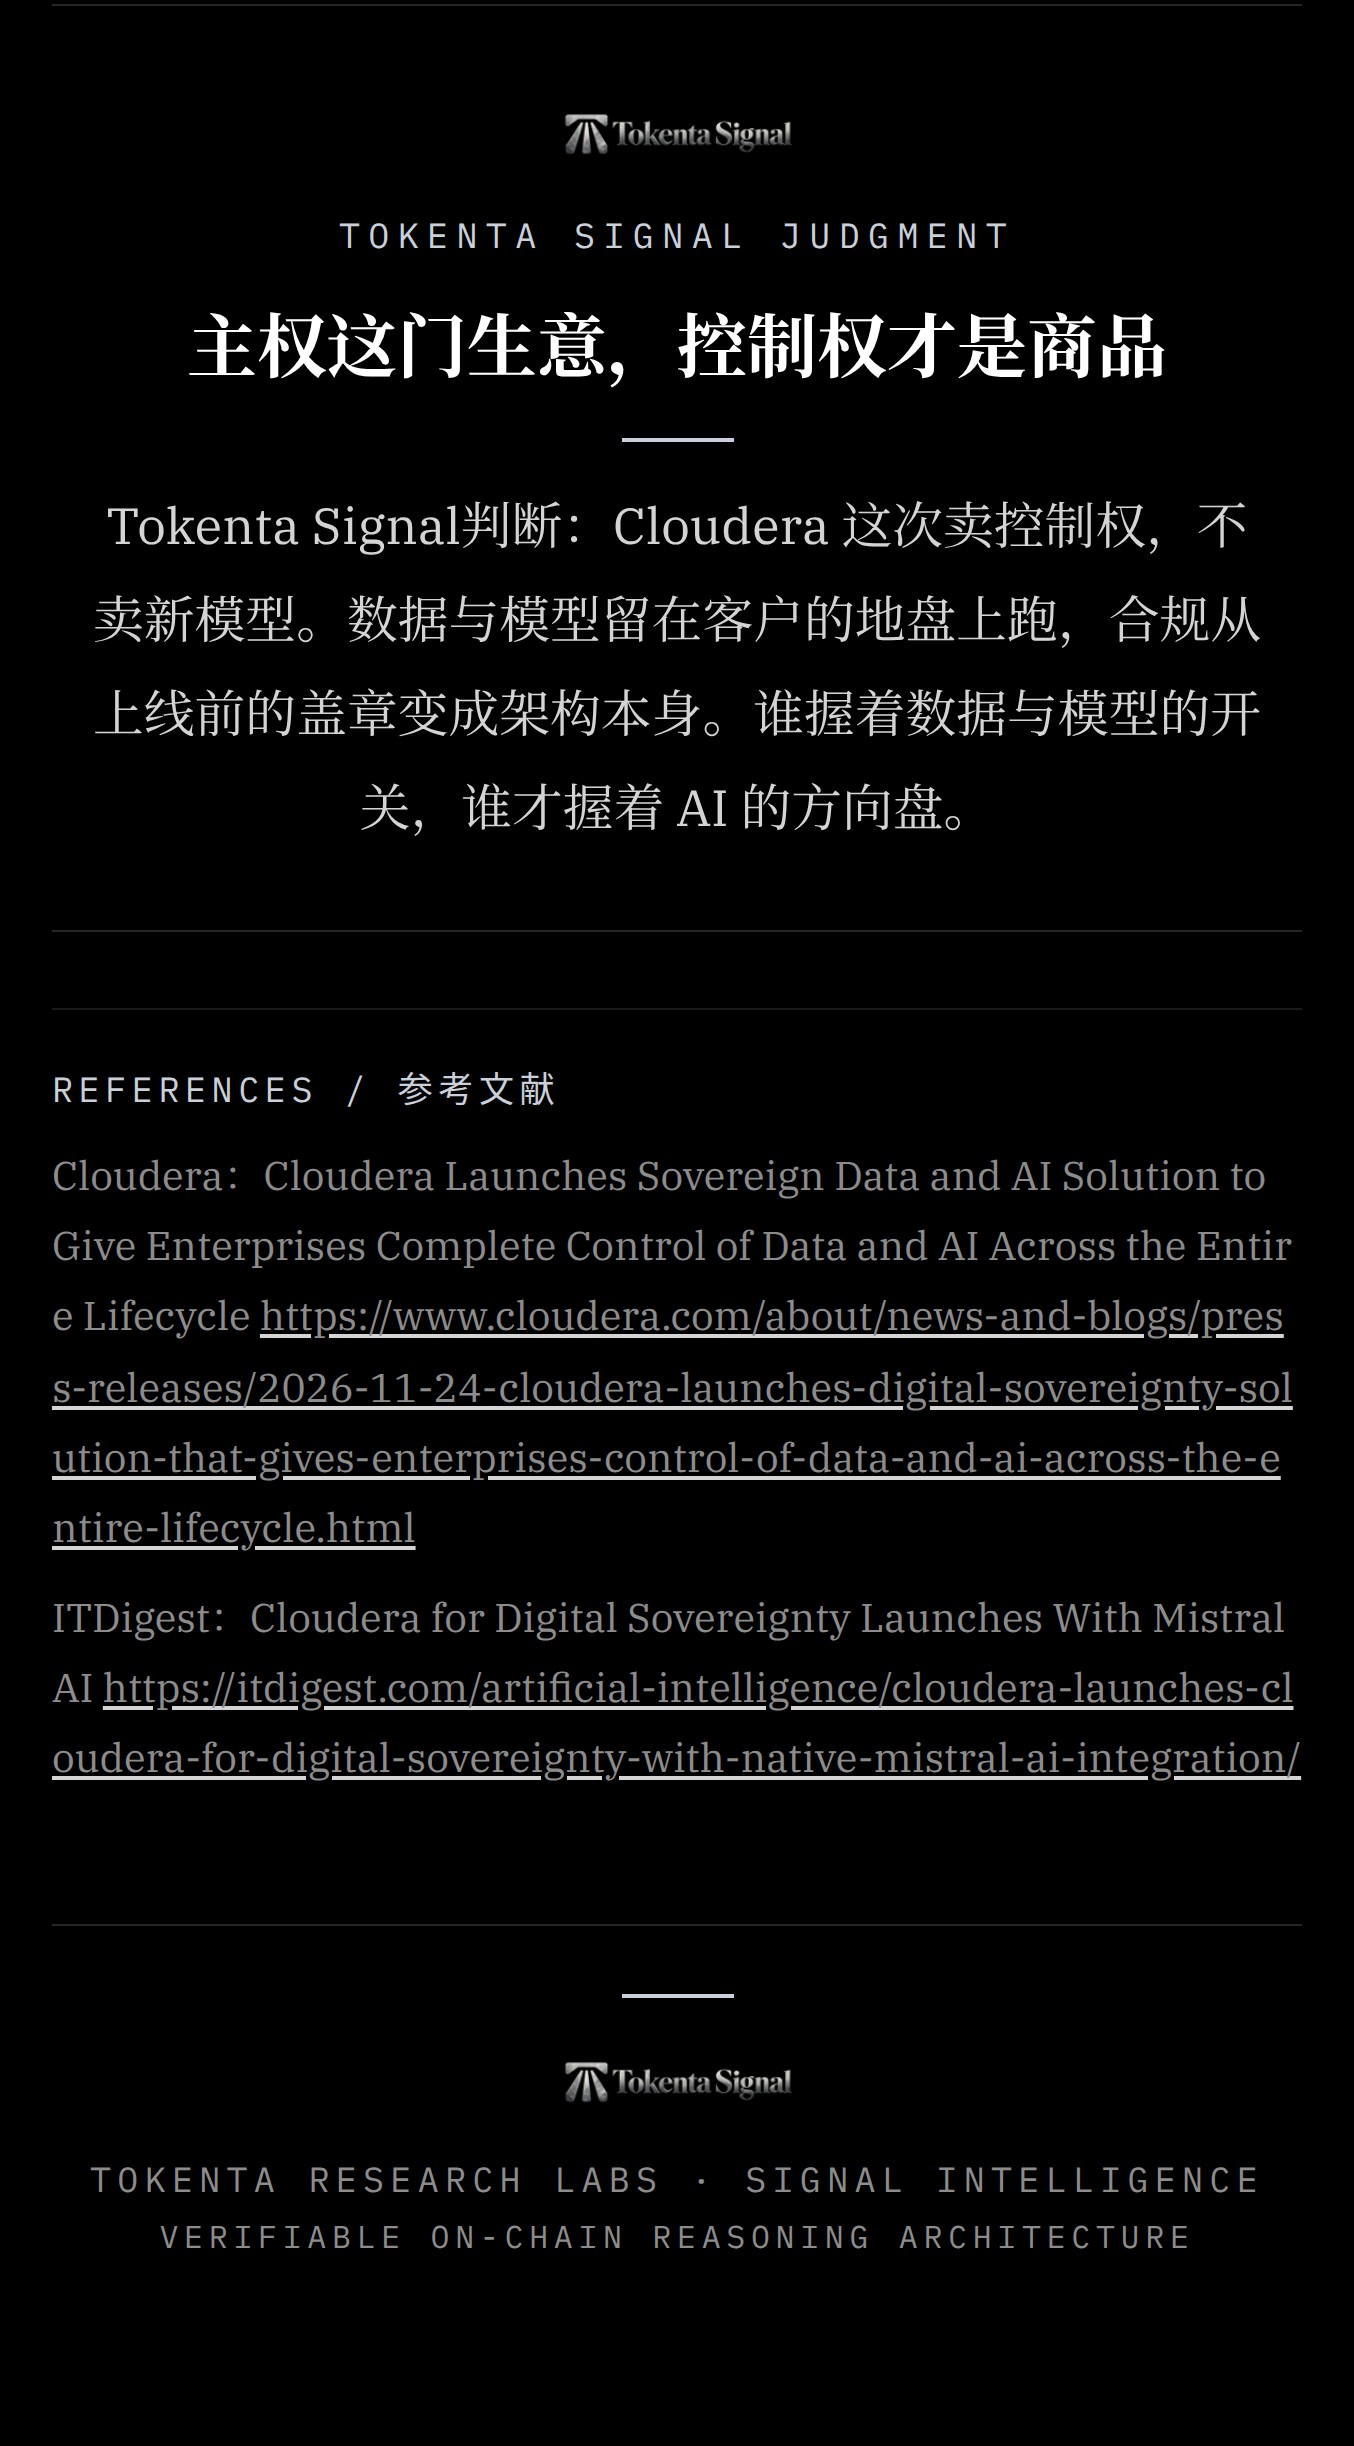 Tokenta Signal
TOKENTA SIGNAL JUDGMENT
主权这门生意，控制权才是商品
Tokenta Signal判断：Cloudera 这次卖控制权，不
卖新模型。数据与模型留在客户的地盘上跑，合规从
上线前的盖章变成架构本身。谁握着数据与模型的开
关，谁才握着 AI 的方向盘。
REFERENCES / 参考文献
Cloudera：Cloudera Launches Sovereign Data and AI Solution to
Give Enterprises Complete Control of Data and AI Across the Entir
e Lifecycle https://www.cloudera.com/about/news-and-blogs/pres
s-releases/2026-11-24-cloudera-launches-digital-sovereignty-sol
ution-that-gives-enterprises-control-of-data-and-ai-across-the-e
ntire-lifecycle.html
ITDigest：Cloudera for Digital Sovereignty Launches With Mistral
AI https://itdigest.com/artificial-intelligence/cloudera-launches-cl
oudera-for-digital-sovereignty-with-native-mistral-ai-integration/
Tokenta Signal
TOKENTA RESEARCH LABS · SIGNAL INTELLIGENCE
VERIFIABLE ON-CHAIN REASONING ARCHITECTURE